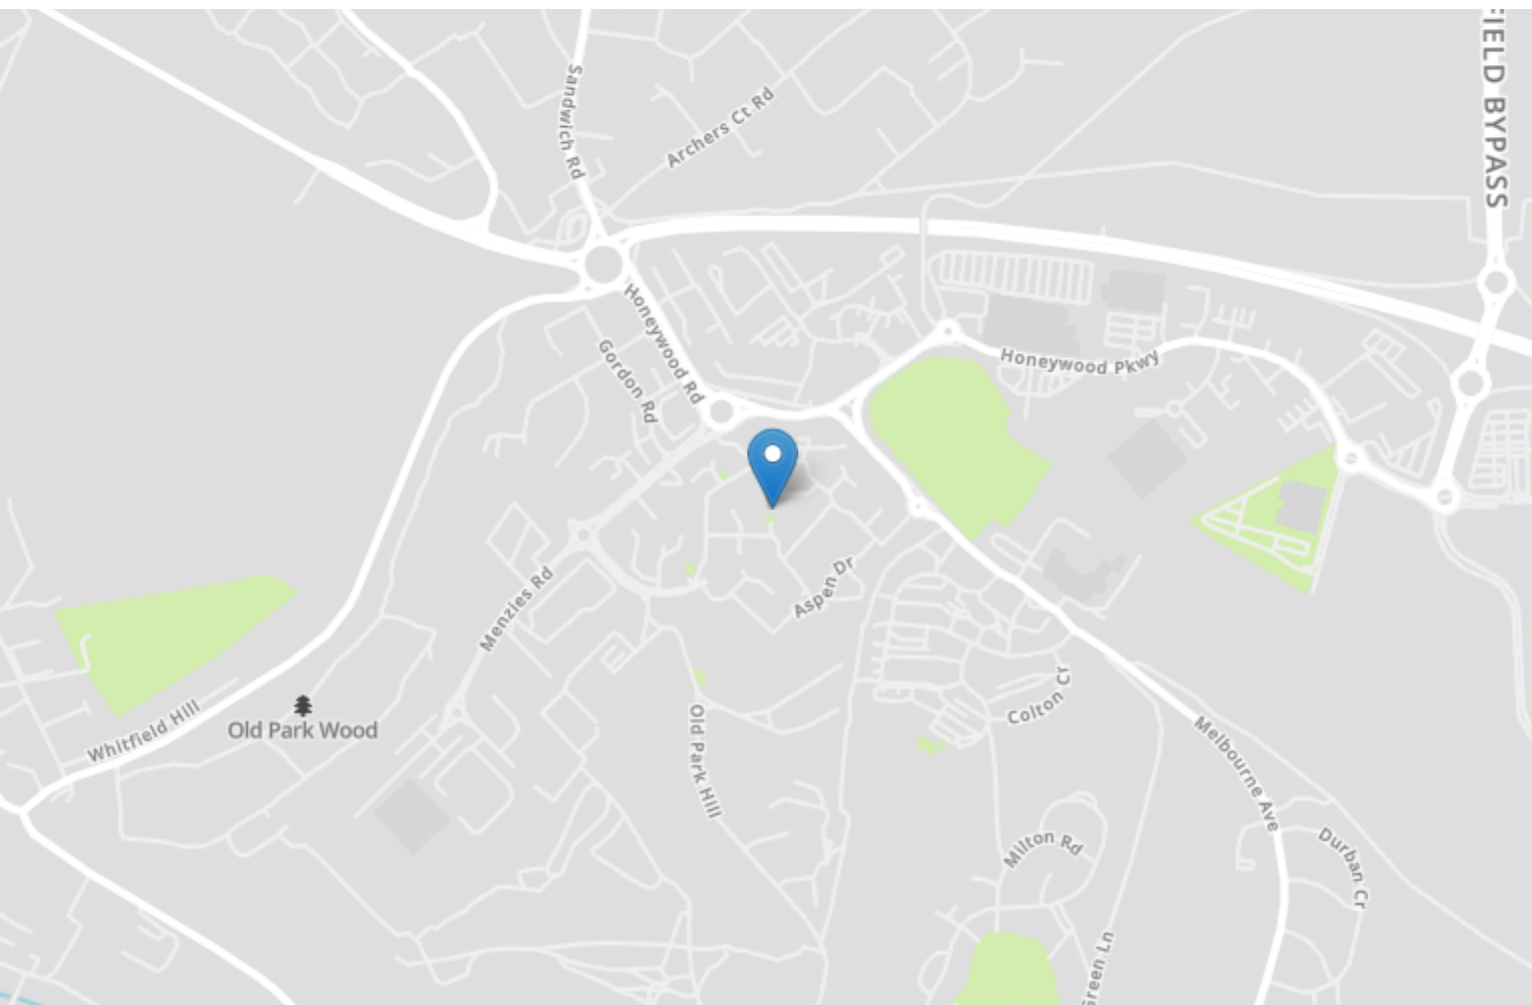 FIELD BYPASS
Sandwich Rd
Archers Ct Rd
Honeywood Rd
Gordon Rd
Honeywood Pkwy
Menzies Rd
Aspen Dr
Colton Cr
Old Park Wood
Whitfield Hill
Old Park Hill
Melbourne Ave
Milton Rd
Durban Cr
Green Ln